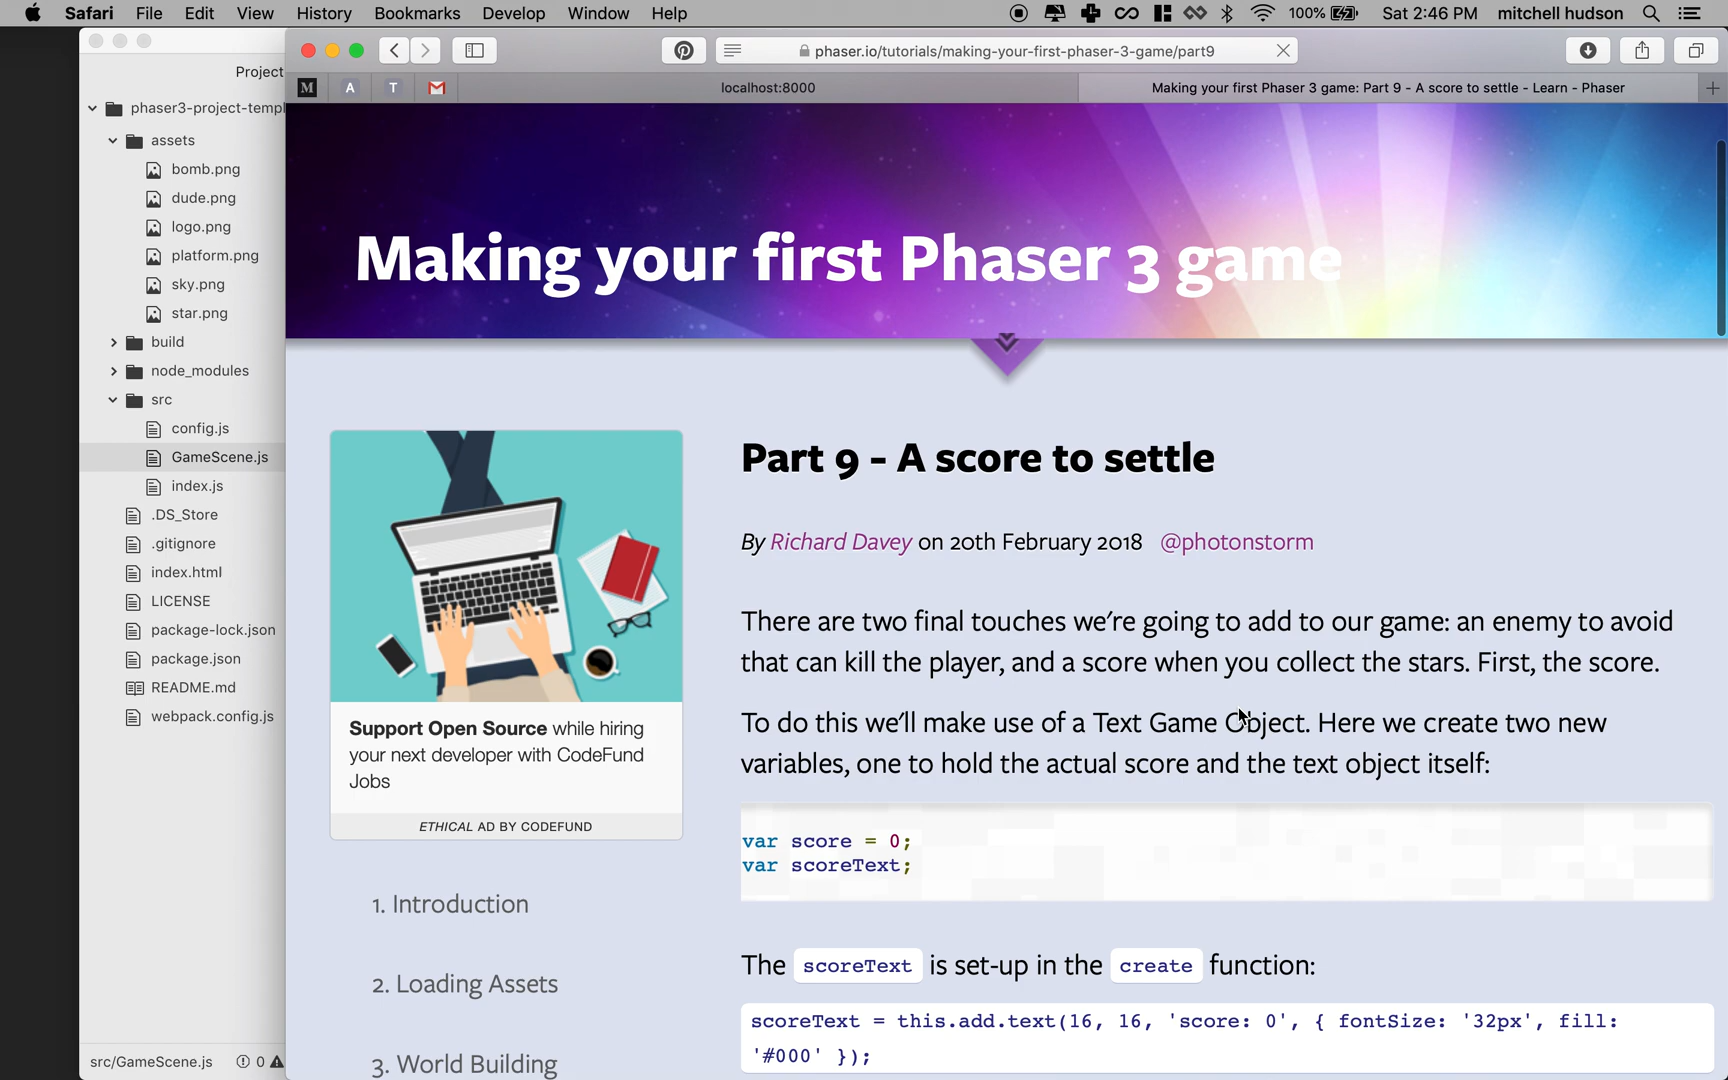 Safari File Edit View History Bookmarks Develop Window Help 100% Sat 2:46 PM mitchell hudson
phaser.io/tutorials/making-your-first-phaser-3-game/part9
M A T localhost:8000 Making your first Phaser 3 game: Part 9 - A score to settle - Learn - Phaser
Project
phaser3-project-templ
assets
bomb.png
dude.png
logo.png
platform.png
sky.png
star.png
build
node_modules
src
config.js
GameScene.js
index.js
.DS_Store
.gitignore
index.html
LICENSE
package-lock.json
package.json
README.md
webpack.config.js
src/GameScene.js 0
Making your first Phaser 3 game
Support Open Source while hiring
your next developer with CodeFund
Jobs
ETHICAL AD BY CODEFUND
1. Introduction
2. Loading Assets
3. World Building
Part 9 - A score to settle
By Richard Davey on 20th February 2018 @photonstorm
There are two final touches we're going to add to our game: an enemy to avoid
that can kill the player, and a score when you collect the stars. First, the score.
To do this we'll make use of a Text Game Object. Here we create two new
variables, one to hold the actual score and the text object itself:
var score = 0;
var scoreText;
The scoreText is set-up in the create function:
scoreText = this.add.text(16, 16, 'score: 0', { fontSize: '32px', fill:
'#000' });